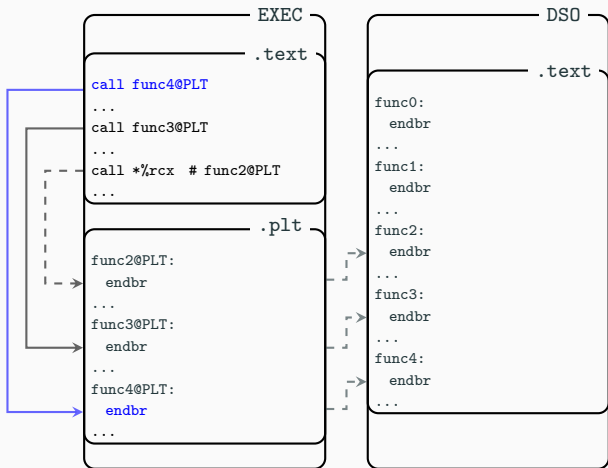 EXEC
.text
call func4@PLT
...
call func3@PLT
...
call *%rcx # func2@PLT
...
.plt
func2@PLT:
endbr
...
func3@PLT:
endbr
...
func4@PLT:
endbr
...
DSO
.text
func0:
endbr
...
func1:
endbr
...
func2:
endbr
...
func3:
endbr
...
func4:
endbr
...